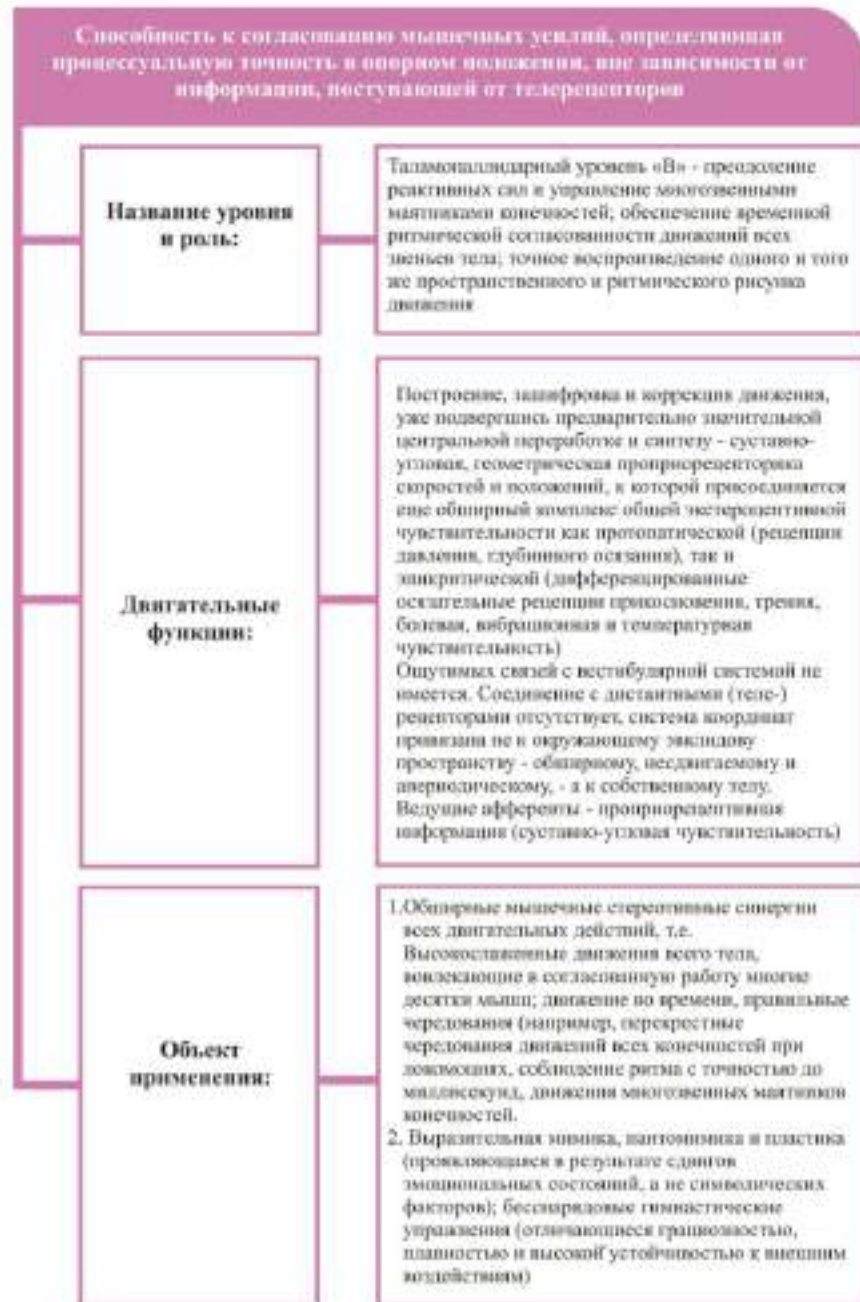 Способность к согласованию мышечных усилий, определяющая
процессуальную точность в опорном положении, вне зависимости от
информации, поступающей от телерецепторов
Название уровня
и роль:
Таламопаллидарный уровень «В» - преодоление
реактивных сил и управление многозвенными
маятниками конечностей; обеспечение временной
ритмической согласованности движений всех
звеньев тела; точное воспроизведение одного и того
же пространственного и ритмического рисунка
движения
Двигательные
функции:
Построение, зашифровка и коррекция движения,
уже подвергшись предварительно значительной
центральной переработке и синтезу - суставно-
угловая, геометрическая проприорецепторика
скоростей и положений, к которой присоединяется
еще обширный комплекс общей экстероцептивной
чувствительности как протопатической (рецепции
давления, глубинного осязания), так и
эпикритической (дифференцированные
осязательные рецепции прикосновения, трения,
болевая, вибрационная и температурная
чувствительность)
Ощутимых связей с вестибулярной системой не
имеется. Соединение с дистантными (теле-)
рецепторами отсутствует, система координат
привязана не к окружающему эвклидову
пространству - обширному, несдвигаемому и
апериодическому, - а к собственному телу.
Ведущие афференты - проприорецептивная
информация (суставно-угловая чувствительность)
Объект
применения:
1.Обширные мышечные стереотипные синергии
всех двигательных действий, т.е.
Высокослаженные движения всего тела,
вовлекающие в согласованную работу многие
десятки мышц; движение во времени, правильные
чередования (например, перекрестные
чередования движений всех конечностей при
локомоциях, соблюдение ритма с точностью до
миллисекунд, движения многозвенных маятников
конечностей.
2. Выразительная мимика, пантомимика и пластика
(проявляющаяся в результате сдвигов
эмоциональных состояний, а не символических
факторов); бесснарядовые гимнастические
упражнения (отличающиеся грациозностью,
плавностью и высокой устойчивостью к внешним
воздействиям)